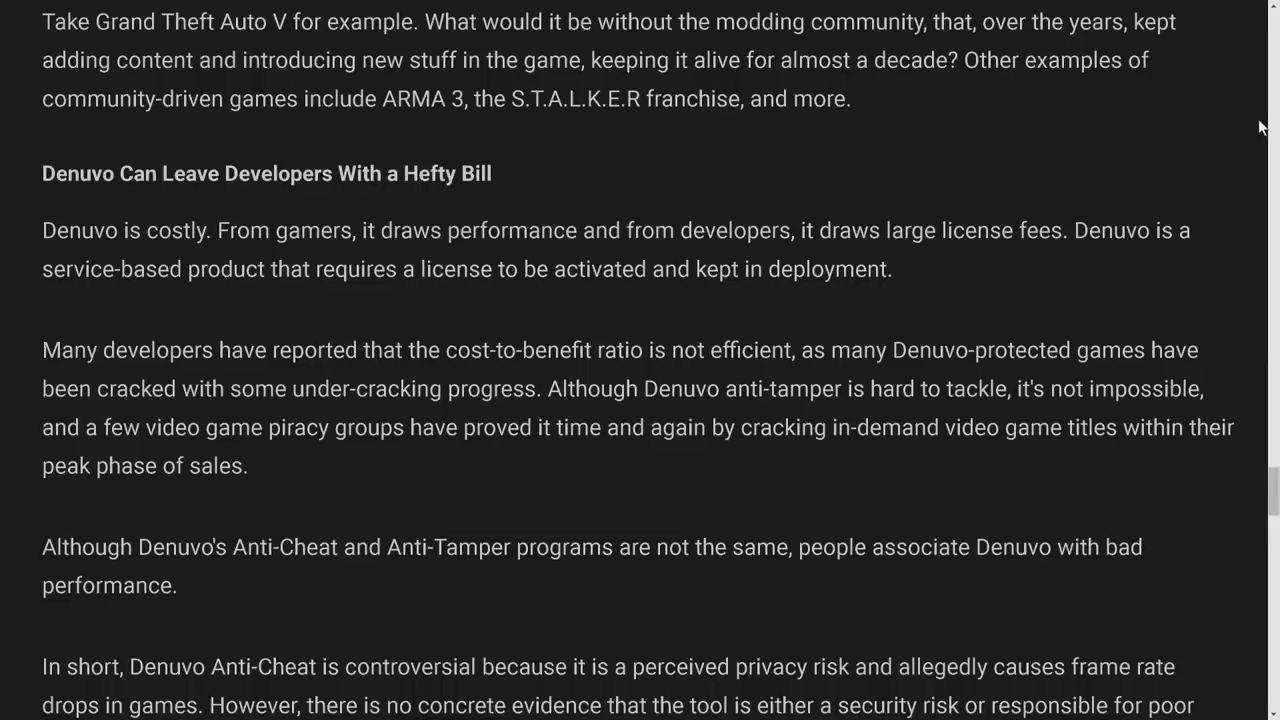 Take Grand Theft Auto V for example. What would it be without the modding community, that, over the years, kept
adding content and introducing new stuff in the game, keeping it alive for almost a decade? Other examples of
community-driven games include ARMA 3, the S.T.A.L.K.E.R franchise, and more.
Denuvo Can Leave Developers With a Hefty Bill
Denuvo is costly. From gamers, it draws performance and from developers, it draws large license fees. Denuvo is a
service-based product that requires a license to be activated and kept in deployment.
Many developers have reported that the cost-to-benefit ratio is not efficient, as many Denuvo-protected games have
been cracked with some under-cracking progress. Although Denuvo anti-tamper is hard to tackle, it's not impossible,
and a few video game piracy groups have proved it time and again by cracking in-demand video game titles within their
peak phase of sales.
Although Denuvo's Anti-Cheat and Anti-Tamper programs are not the same, people associate Denuvo with bad
performance.
In short, Denuvo Anti-Cheat is controversial because it is a perceived privacy risk and allegedly causes frame rate
drops in games. However, there is no concrete evidence that the tool is either a security risk or responsible for poor